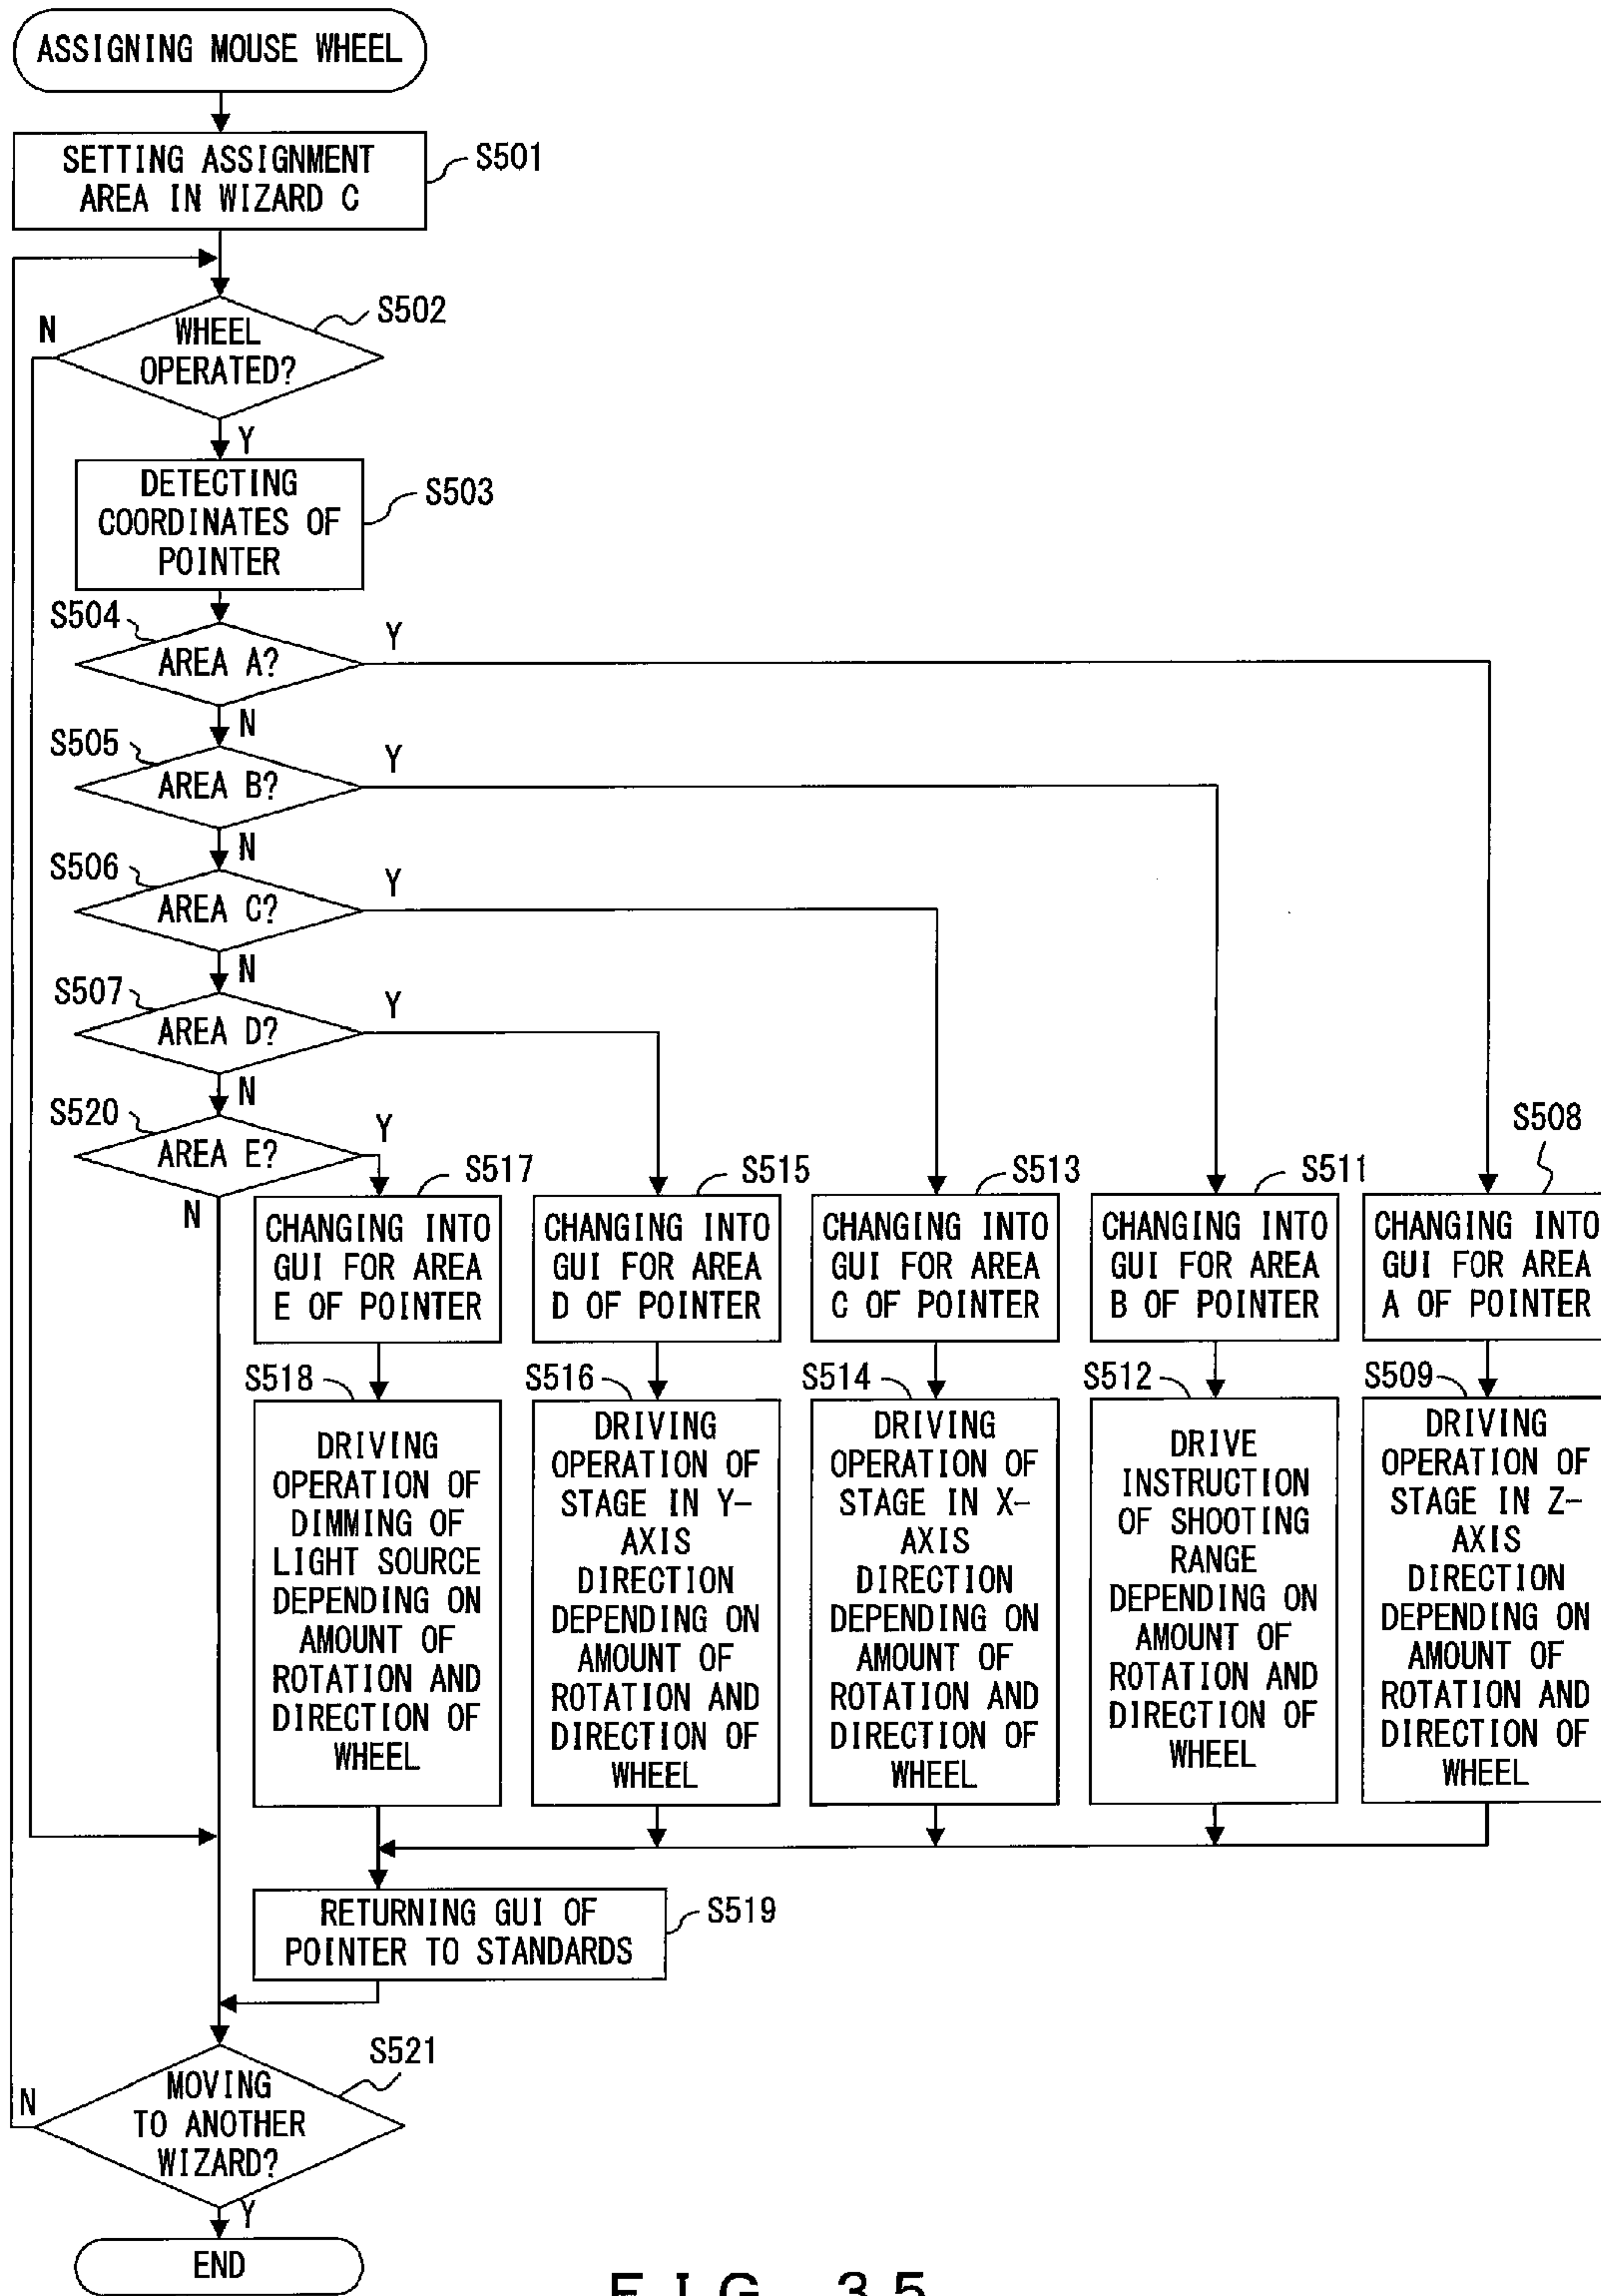 ASSIGNING MOUSE WHEEL
SETTING ASSIGNMENT
AREA IN WIZARD C
S501
WHEEL
OPERATED?
S502
N
Y
DETECTING
COORDINATES OF
POINTER
S503
S504
AREA A?
Y
N
S505
AREA B?
Y
N
S506
AREA C?
Y
N
S507
AREA D?
Y
N
S520
AREA E?
Y
N
S517
CHANGING INTO
GUI FOR AREA
E OF POINTER
S515
CHANGING INTO
GUI FOR AREA
D OF POINTER
S513
CHANGING INTO
GUI FOR AREA
C OF POINTER
S511
CHANGING INTO
GUI FOR AREA
B OF POINTER
S508
CHANGING INTO
GUI FOR AREA
A OF POINTER
S518
DRIVING
OPERATION OF
DIMMING OF
LIGHT SOURCE
DEPENDING ON
AMOUNT OF
ROTATION AND
DIRECTION OF
WHEEL
S516
DRIVING
OPERATION OF
STAGE IN Y-
AXIS
DIRECTION
DEPENDING ON
AMOUNT OF
ROTATION AND
DIRECTION OF
WHEEL
S514
DRIVING
OPERATION OF
STAGE IN X-
AXIS
DIRECTION
DEPENDING ON
AMOUNT OF
ROTATION AND
DIRECTION OF
WHEEL
S512
DRIVE
INSTRUCTION
OF SHOOTING
RANGE
DEPENDING ON
AMOUNT OF
ROTATION AND
DIRECTION OF
WHEEL
S509
DRIVING
OPERATION OF
STAGE IN Z-
AXIS
DIRECTION
DEPENDING ON
AMOUNT OF
ROTATION AND
DIRECTION OF
WHEEL
RETURNING GUI OF
POINTER TO STANDARDS
S519
S521
MOVING
TO ANOTHER
WIZARD?
N
Y
END
FIG. 35